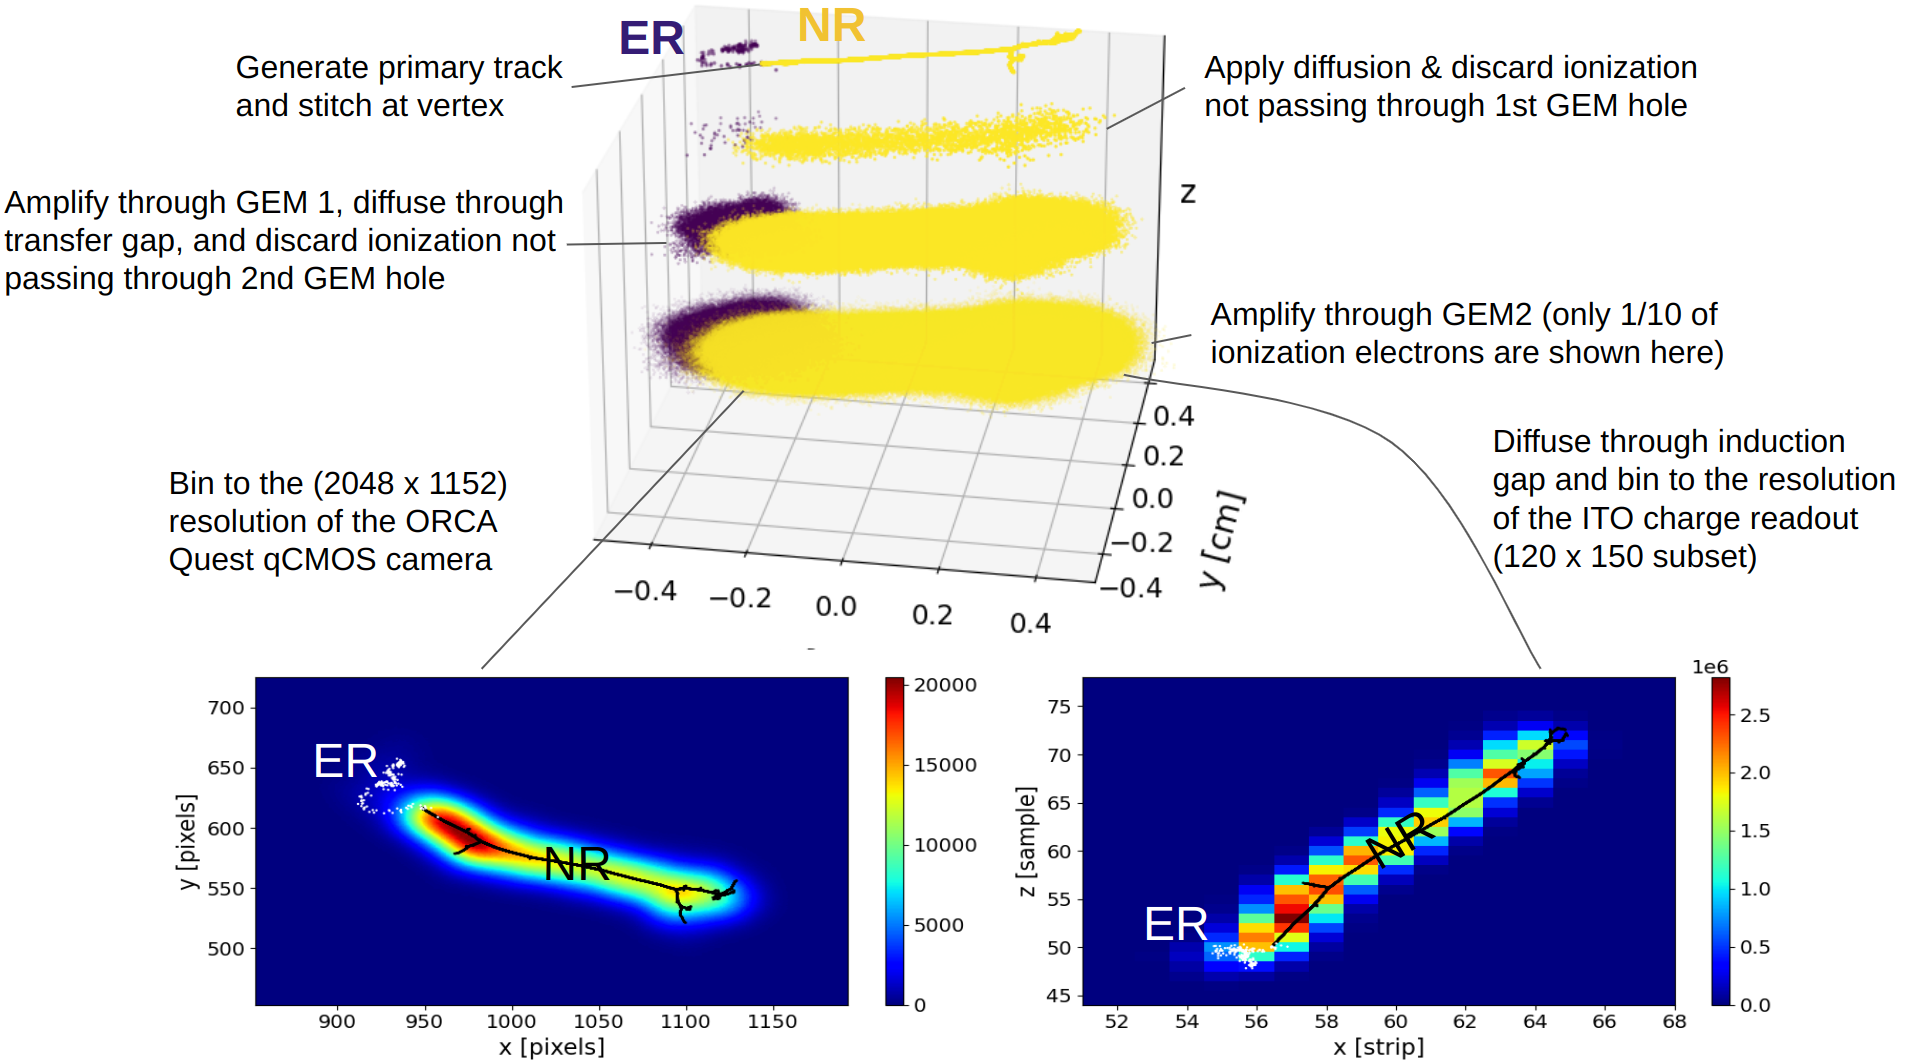 ER
NR
Generate primary track
and stitch at vertex
Apply diffusion & discard ionization
not passing through 1st GEM hole
z
Amplify through GEM 1, diffuse through
transfer gap, and discard ionization not
passing through 2nd GEM hole
Amplify through GEM2 (only 1/10 of
ionization electrons are shown here)
0.4
0.2
0.0
−0.2
−0.4
y [cm]
−0.4
−0.2
0.0
0.2
0.4
Bin to the (2048 x 1152)
resolution of the ORCA
Quest qCMOS camera
Diffuse through induction
gap and bin to the resolution
of the ITO charge readout
(120 x 150 subset)
700
650
600
550
500
y [pixels]
ER
NR
900
950
1000
1050
1100
1150
x [pixels]
20000
15000
10000
5000
0
75
70
65
60
55
50
45
z [sample]
NR
ER
52
54
56
58
60
62
64
66
68
x [strip]
1e6
2.5
2.0
1.5
1.0
0.5
0.0